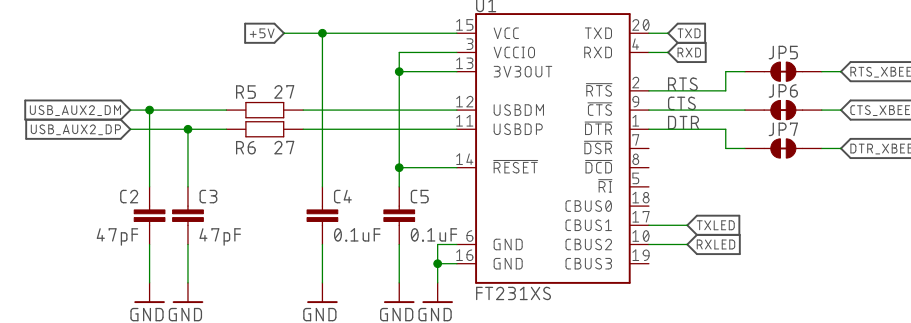 U1
+5V
15
VCC
TXD
20
TXD
3
VCCIO
RXD
4
RXD
13
3V3OUT
JP5
RTS
2
RTS
RTS_XBEE
R5 27
JP6
USB_AUX2_DM
12
USBDM
CTS
9
CTS
CTS_XBEE
USB_AUX2_DP
11
USBDP
DTR
1
DTR
JP7
R6 27
DSR
7
DTR_XBEE
14
RESET
DCD
8
RI
5
C2
C3
C4
C5
CBUS0
18
CBUS1
17
TXLED
47pF
47pF
0.1uF
0.1uF
6
GND
CBUS2
10
RXLED
16
GND
CBUS3
19
FT231XS
GND
GND
GND
GND
GND